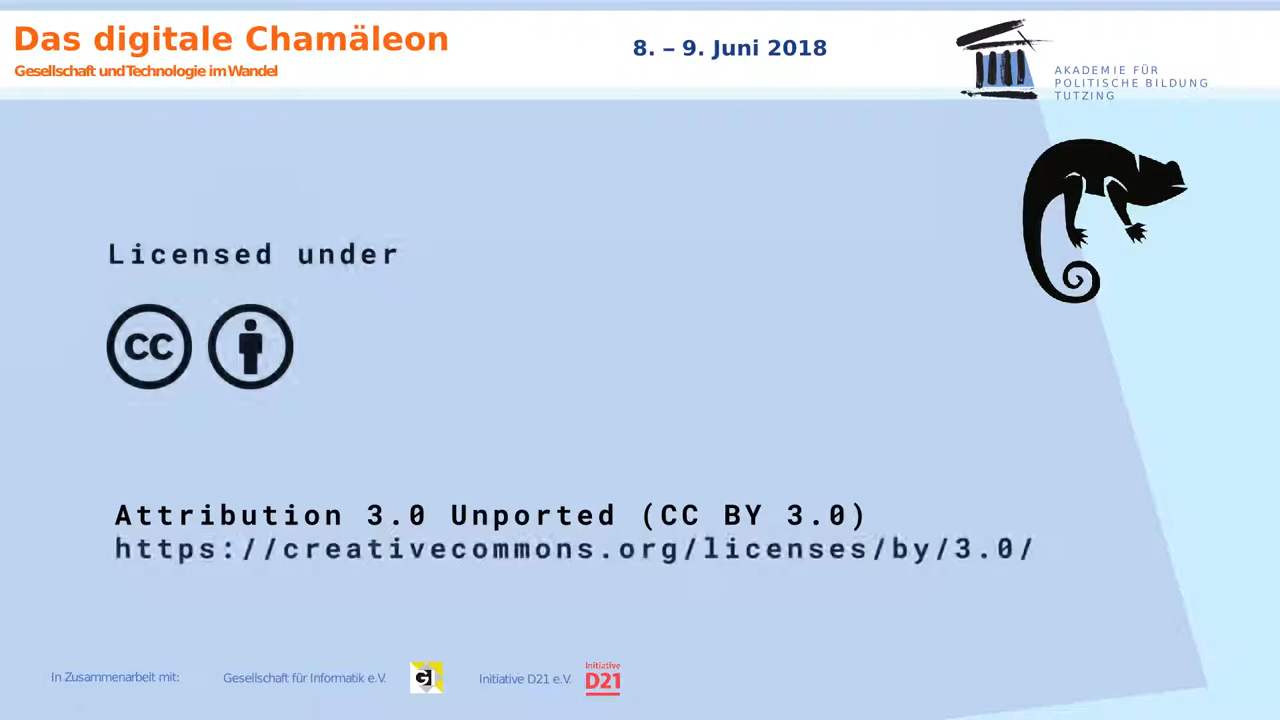 Das digitale Chamäleon
Gesellschaft und Technologie im Wandel
8. – 9. Juni 2018
AKADEMIE FÜR
POLITISCHE BILDUNG
TUTZING
Licensed under
CC
Attribution 3.0 Unported (CC BY 3.0)
https://creativecommons.org/licenses/by/3.0/
In Zusammenarbeit mit: Gesellschaft für Informatik e.V. GI Initiative D21 e.V. Initiative D21